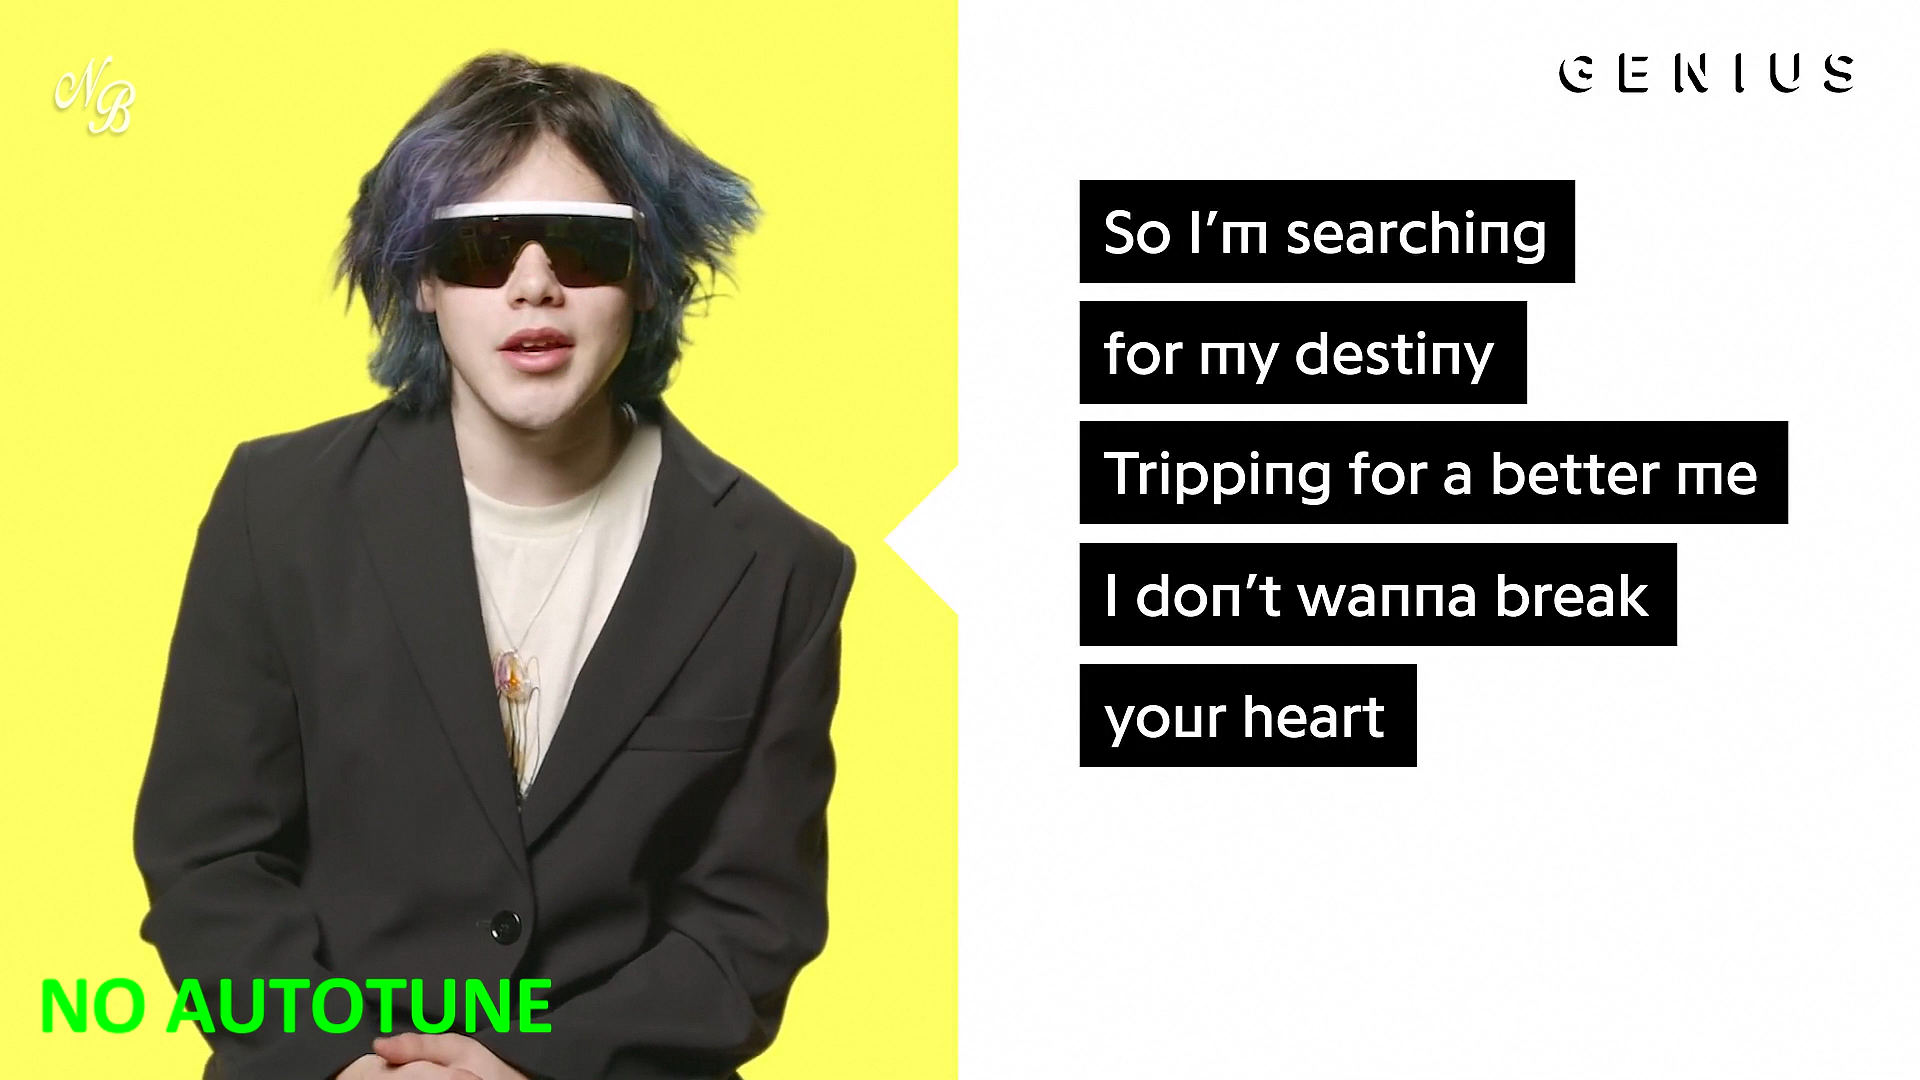 NB
GENIUS
So I’m searching
for my destiny
Tripping for a better me
I don’t wanna break
your heart
NO AUTOTUNE